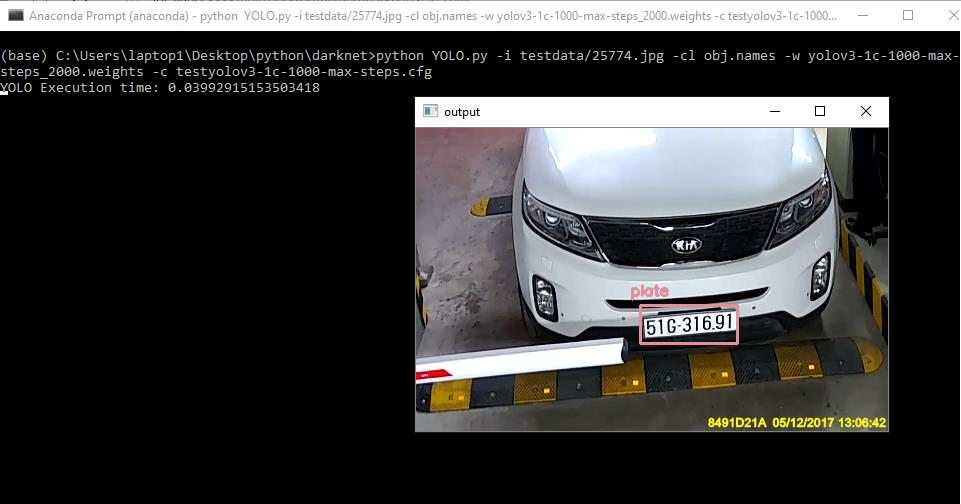 Anaconda Prompt (anaconda) - python  YOLO.py -i testdata/25774.jpg -cl obj.names -w yolov3-1c-1000-max-steps_2000.weights -c testyolov3-1c-1000...
(base) C:\Users\laptop1\Desktop\python\darknet>python YOLO.py -i testdata/25774.jpg -cl obj.names -w yolov3-1c-1000-max-
steps_2000.weights -c testyolov3-1c-1000-max-steps.cfg
YOLO Execution time: 0.03992915153503418
output
KIA
plate
51G-316.91
8491D21A 05/12/2017 13:06:42